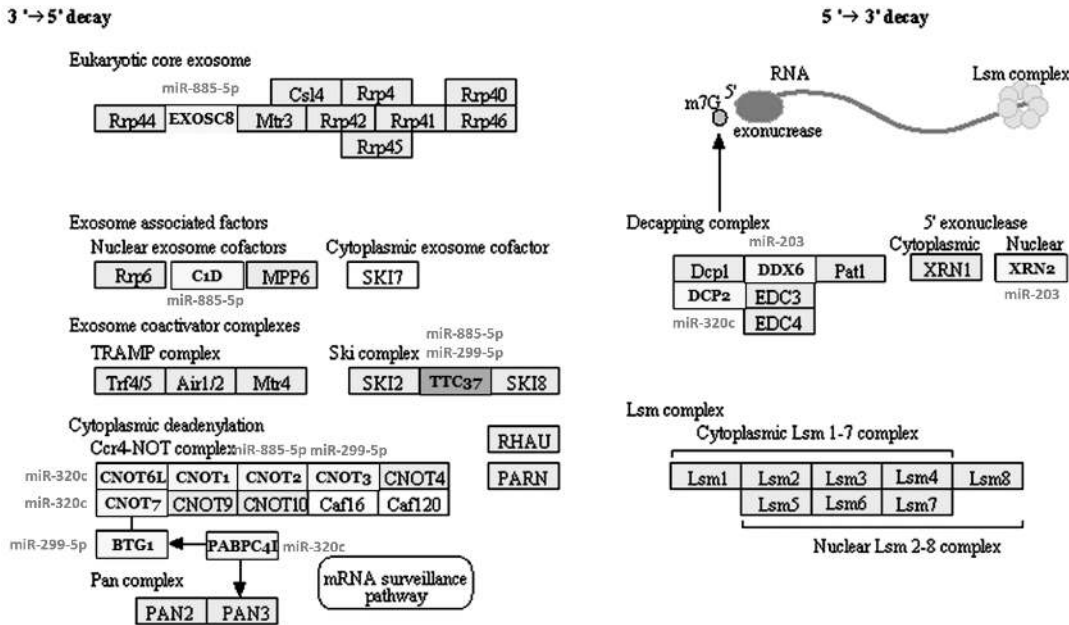 3 '→ 5' decay
5 '→ 3' decay
Eukaryotic core exosome
miR-885-5p
Csl4 Rrp4 Rrp40
Rrp44 EXOSC8 Mtr3 Rrp42 Rrp41 Rrp46
Rrp45
RNA
Lsm complex
m7G 5'
exonucrease
Exosome associated factors
Nuclear exosome cofactors
Cytoplasmic exosome cofactor
Rrp6 C1D MPP6
SKI7
miR-885-5p
Decapping complex
miR-203
Dcp1 DDX6 Pat1
DCP2 EDC3
miR-320c EDC4
5' exonuclease
Cytoplasmic Nuclear
XRN1 XRN2
miR-203
Exosome coactivator complexes
TRAMP complex
Trf4/5 Air1/2 Mtr4
miR-885-5p
Ski complex miR-299-5p
SKI2 TTC37 SKI8
Cytoplasmic deadenylation
Ccr4-NOT complex miR-885-5p miR-299-5p
miR-320c CNOT6L CNOT1 CNOT2 CNOT3 CNOT4
miR-320c CNOT7 CNOT9 CNOT10 Caf16 Caf120
RHAU
PARN
miR-299-5p BTG1 PABPC4I miR-320c
Pan complex
PAN2 PAN3
mRNA surveillance
pathway
Lsm complex
Cytoplasmic Lsm 1-7 complex
Lsm1 Lsm2 Lsm3 Lsm4 Lsm8
Lsm5 Lsm6 Lsm7
Nuclear Lsm 2-8 complex